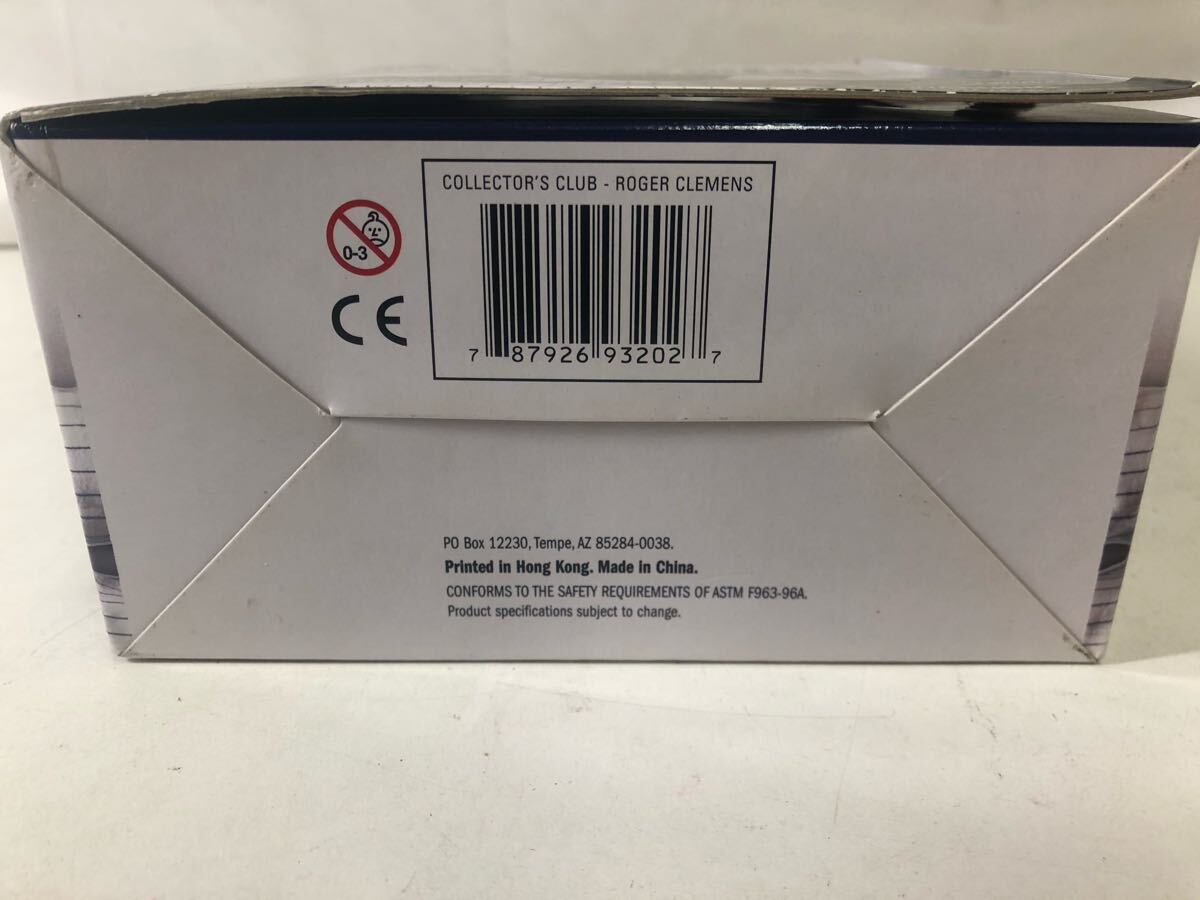 COLLECTOR'S CLUB - ROGER CLEMENS
0-3
CE
7 87926 93202 7
PO Box 12230, Tempe, AZ 85284-0038.
Printed in Hong Kong. Made in China.
CONFORMS TO THE SAFETY REQUIREMENTS OF ASTM F963-96A.
Product specifications subject to change.